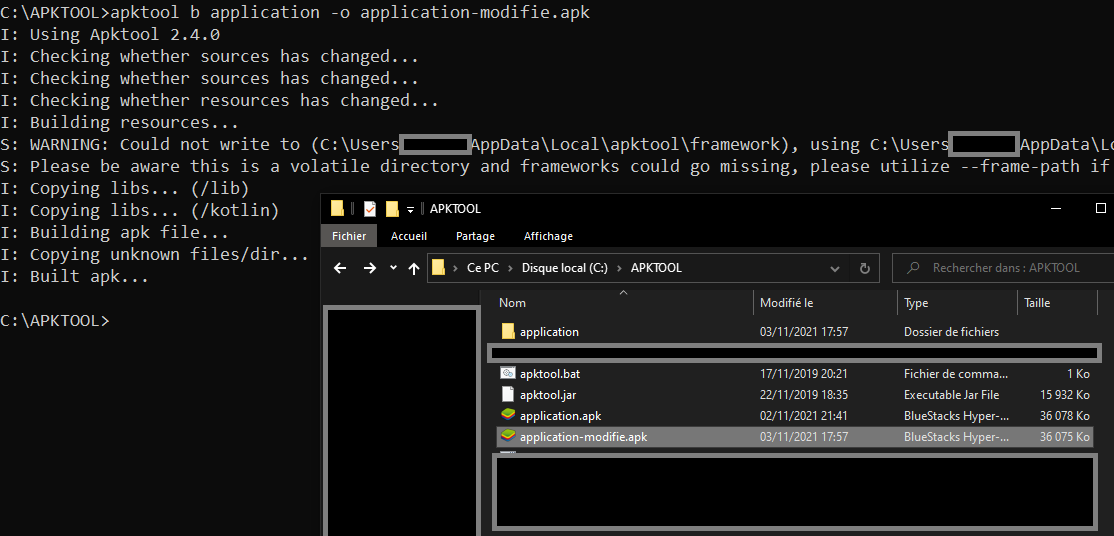 C:\APKTOOL>apktool b application -o application-modifie.apk
I: Using Apktool 2.4.0
I: Checking whether sources has changed...
I: Checking whether sources has changed...
I: Checking whether resources has changed...
I: Building resources...
S: WARNING: Could not write to (C:\Users AppData\Local\apktool\framework), using C:\Users AppData\Lo
S: Please be aware this is a volatile directory and frameworks could go missing, please utilize --frame-path if
I: Copying libs... (/lib)
I: Copying libs... (/kotlin)
I: Building apk file...
I: Copying unknown files/dir...
I: Built apk...
C:\APKTOOL>
APKTOOL
Fichier Accueil Partage Affichage
Ce PC > Disque local (C:) > APKTOOL
Rechercher dans : APKTOOL
Nom Modifié le Type Taille
application 03/11/2021 17:57 Dossier de fichiers
apktool.bat 17/11/2019 20:21 Fichier de comma... 1 Ko
apktool.jar 22/11/2019 18:35 Executable Jar File 15 932 Ko
application.apk 02/11/2021 21:41 BlueStacks Hyper-... 36 078 Ko
application-modifie.apk 03/11/2021 17:57 BlueStacks Hyper-... 36 075 Ko